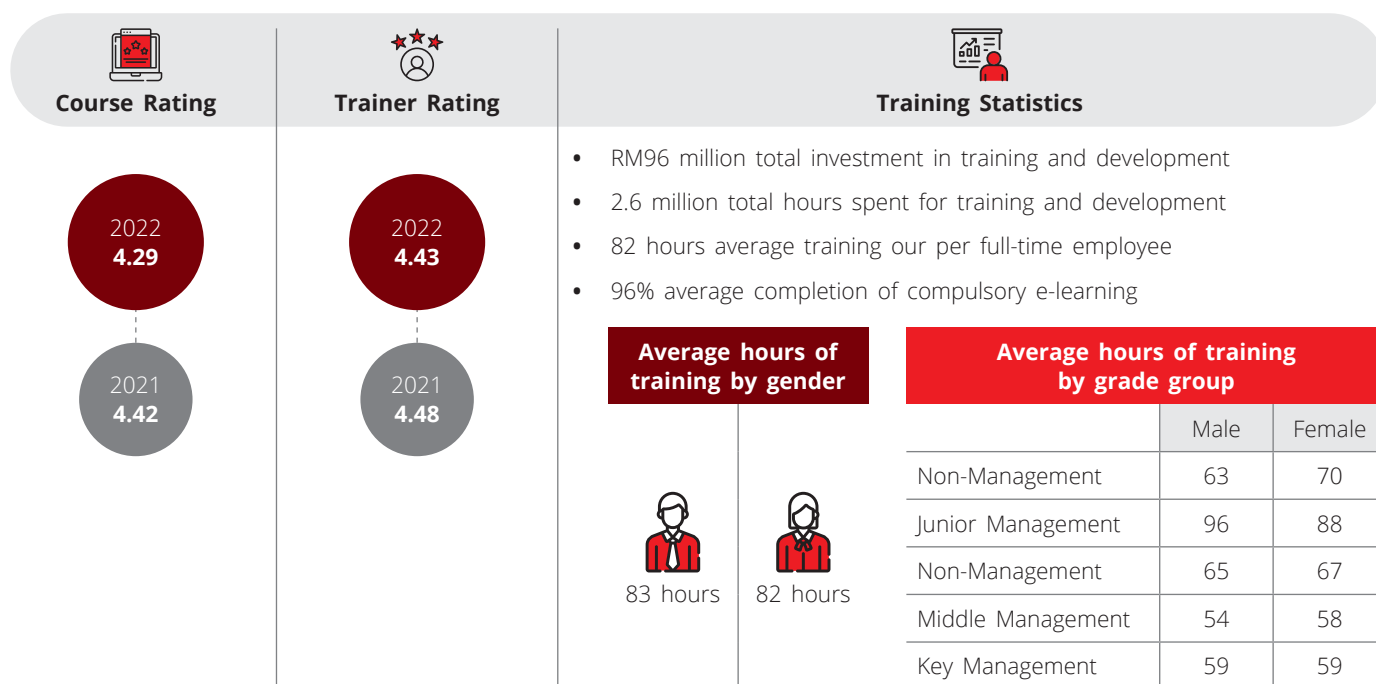 Course Rating
Trainer Rating
Training Statistics
2022
4.29
2021
4.42
2022
4.43
2021
4.48
• RM96 million total investment in training and development
• 2.6 million total hours spent for training and development
• 82 hours average training our per full-time employee
• 96% average completion of compulsory e-learning
Average hours of
training by gender
83 hours
82 hours
Average hours of training
by grade group
Male Female
Non-Management 63 70
Junior Management 96 88
Non-Management 65 67
Middle Management 54 58
Key Management 59 59